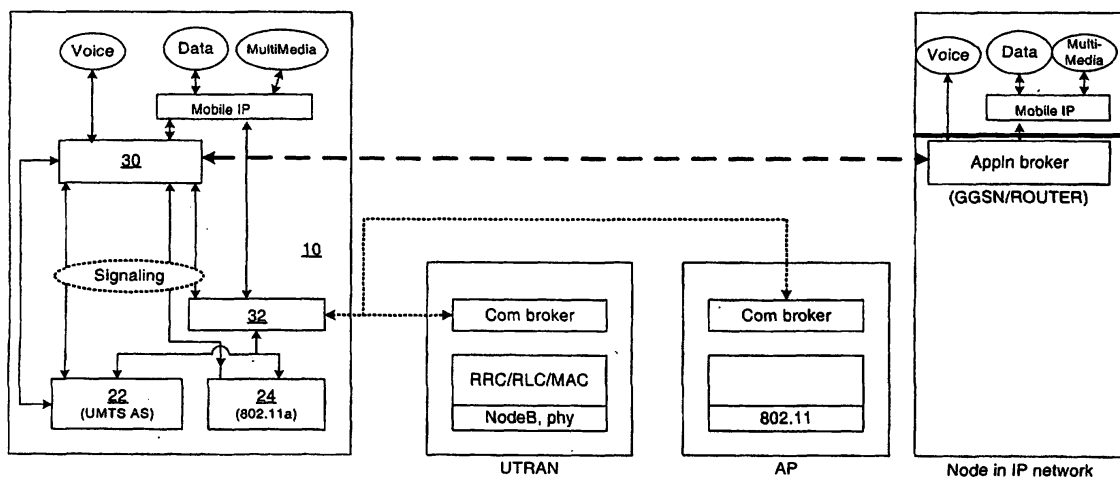 Voice
Data
MultiMedia
Mobile IP
30
Signaling
10
32
22
(UMTS AS)
24
(802.11a)
Com broker
RRC/RLC/MAC
NodeB, phy
UTRAN
Com broker
802.11
AP
Voice
Data
Multi-
Media
Mobile IP
Appln broker
(GGSN/ROUTER)
Node in IP network